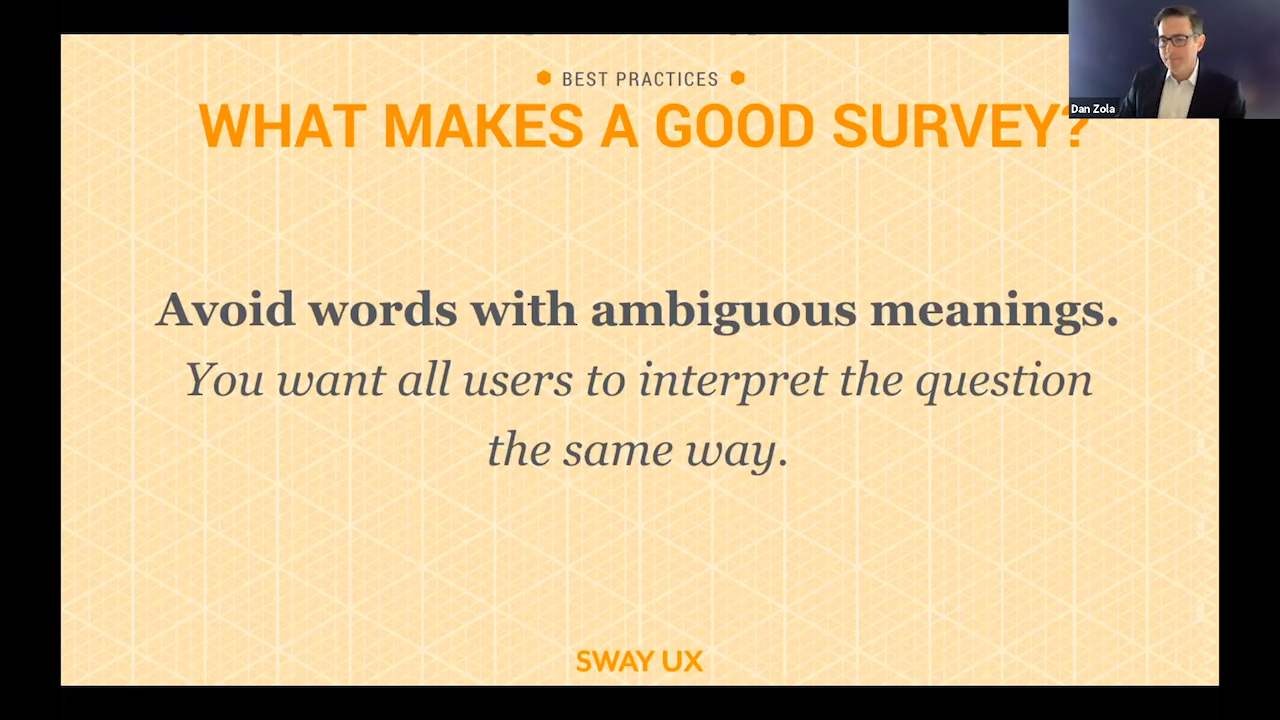 BEST PRACTICES
WHAT MAKES A GOOD SURVEY?
Dan Zola
Avoid words with ambiguous meanings.
You want all users to interpret the question
the same way.
SWAY UX